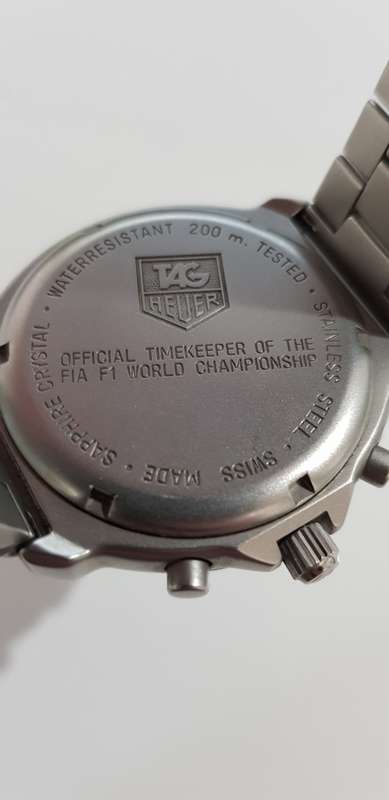 TAG
HEUER
OFFICIAL TIMEKEEPER OF THE
FIA F1 WORLD CHAMPIONSHIP
SAPPHIRE CRYSTAL • WATERRESISTANT 200 m. TESTED • STAINLESS STEEL • SWISS MADE •